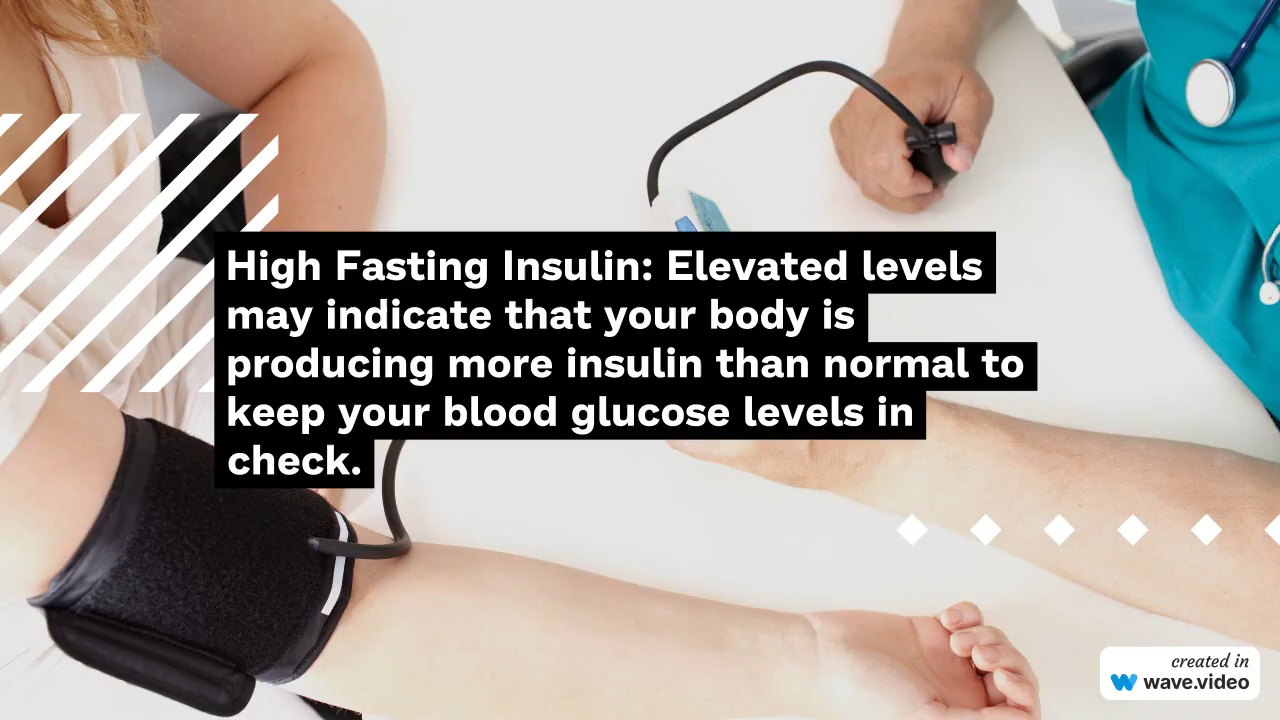 High Fasting Insulin: Elevated levels
may indicate that your body is
producing more insulin than normal to
keep your blood glucose levels in
check.
created in
wave.video